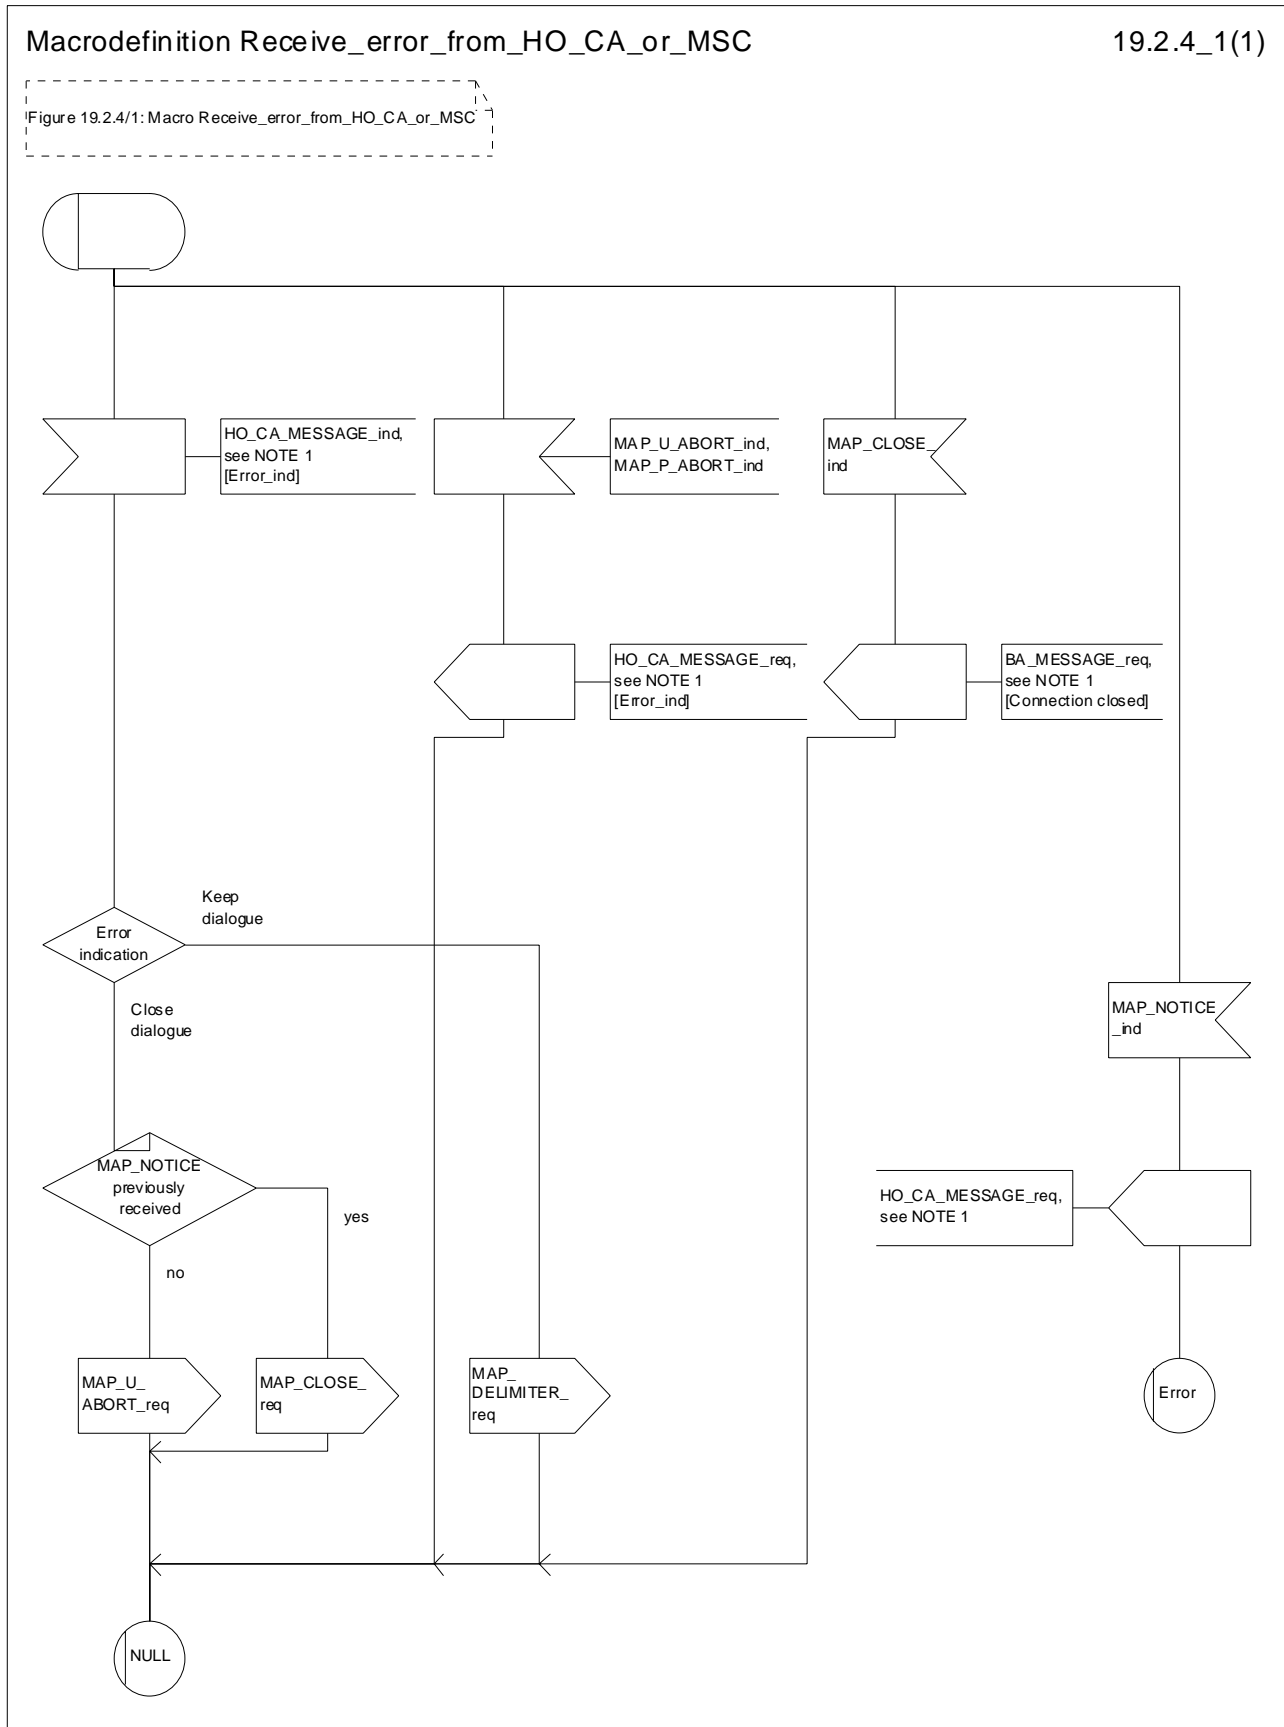 Macrodefinition Receive_error_from_HO_CA_or_MSC
19.2.4_1(1)
Figure 19.2.4/1: Macro Receive_error_from_HO_CA_or_MSC
HO_CA_MESSAGE_ind,
see NOTE 1
[Error_ind]
MAP_U_ABORT_ind,
MAP_P_ABORT_ind
MAP_CLOSE_
ind
HO_CA_MESSAGE_req,
see NOTE 1
[Error_ind]
BA_MESSAGE_req,
see NOTE 1
[Connection closed]
Keep
dialogue
Error
indication
Close
dialogue
MAP_NOTICE
_ind
MAP_NOTICE
previously
received
yes
no
HO_CA_MESSAGE_req,
see NOTE 1
MAP_U_
ABORT_req
MAP_CLOSE_
req
MAP_
DELIMITER_
req
Error
NULL